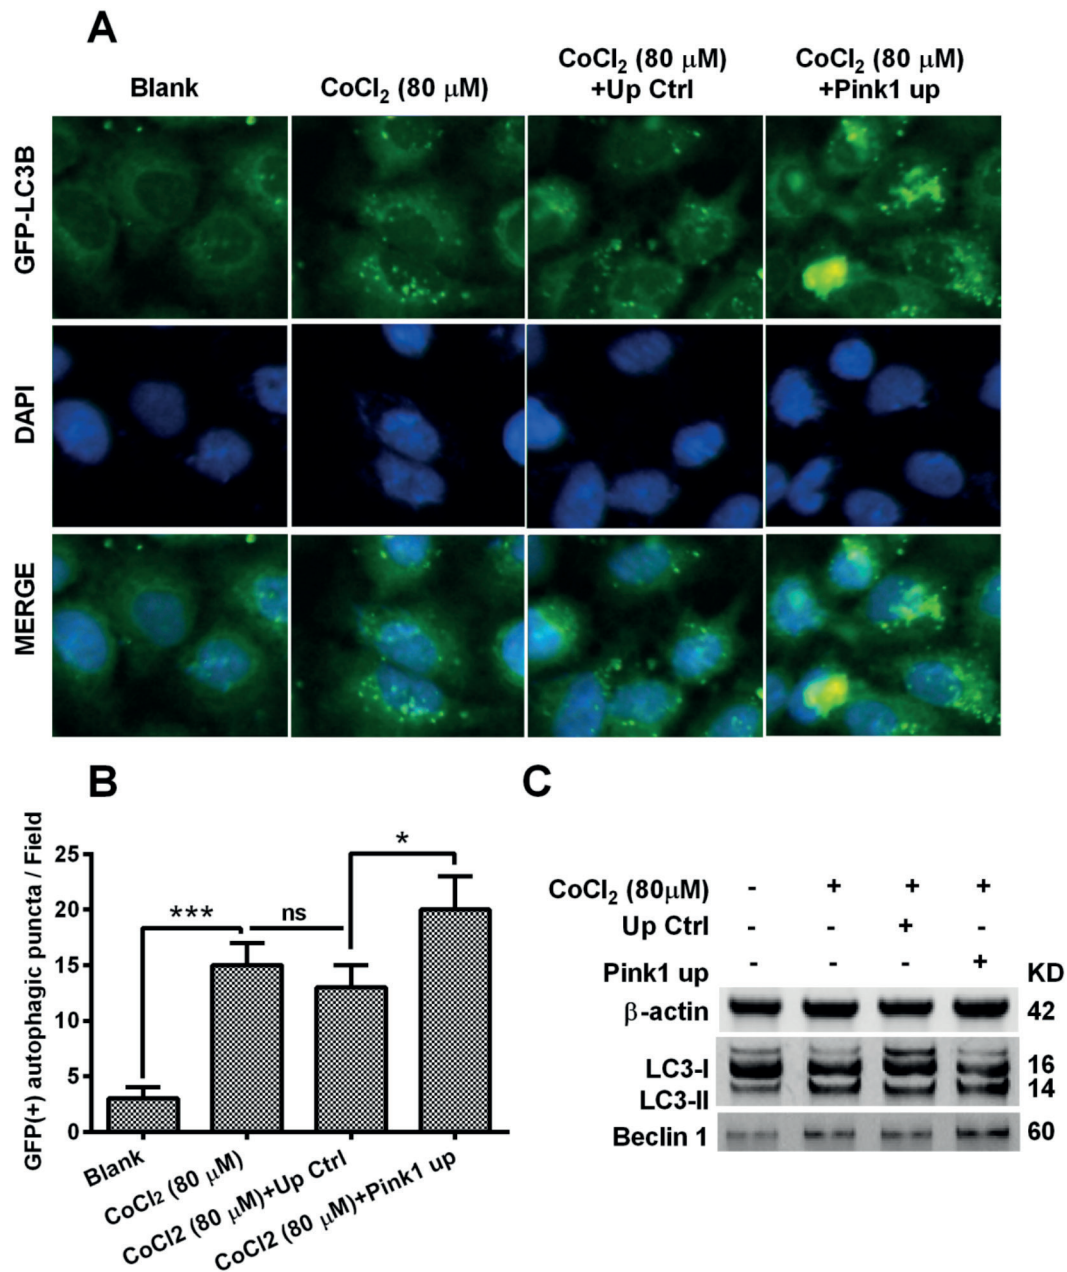 A
Blank
CoCl₂ (80 μM)
CoCl₂ (80 μM)
+Up Ctrl
CoCl₂ (80 μM)
+Pink1 up
GFP-LC3B
DAPI
MERGE
B
GFP(+) autophagic puncta / Field
25
20
15
10
5
0
***
ns
*
Blank
CoCl₂ (80 μM)
CoCl2 (80 μM)+Up Ctrl
CoCl2 (80 μM)+Pink1 up
C
CoCl₂ (80μM) - + + +
Up Ctrl - - + -
Pink1 up - - - + KD
β-actin 42
LC3-I 16
LC3-II 14
Beclin 1 60